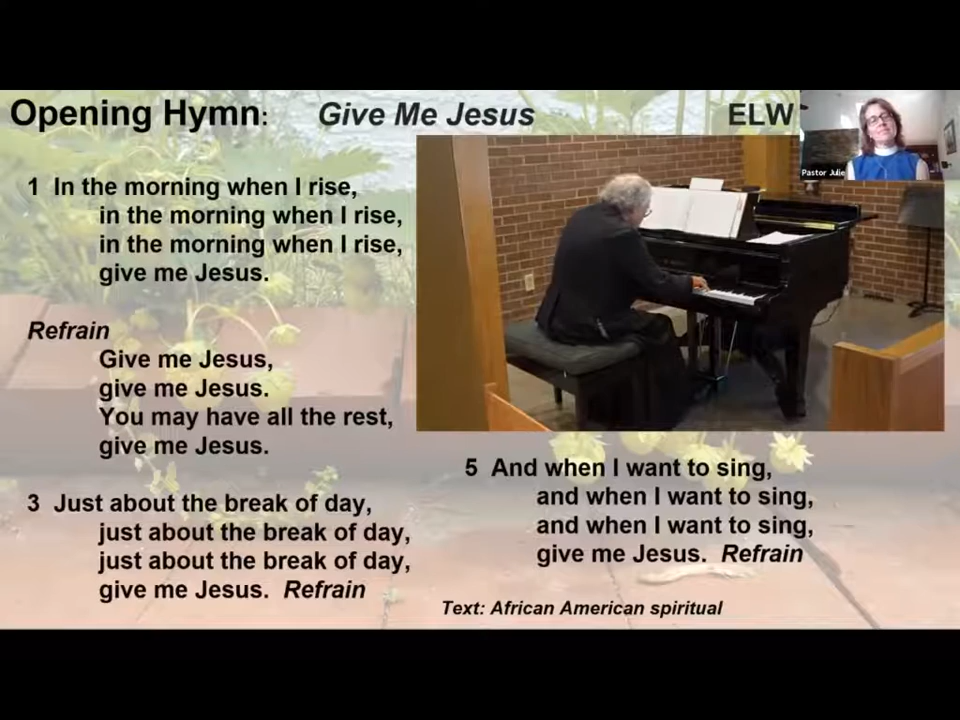 Opening Hymn: Give Me Jesus ELW
Pastor Julie
1 In the morning when I rise,
in the morning when I rise,
in the morning when I rise,
give me Jesus.
Refrain
Give me Jesus,
give me Jesus.
You may have all the rest,
give me Jesus.
3 Just about the break of day,
just about the break of day,
just about the break of day,
give me Jesus. Refrain
5 And when I want to sing,
and when I want to sing,
and when I want to sing,
give me Jesus. Refrain
Text: African American spiritual